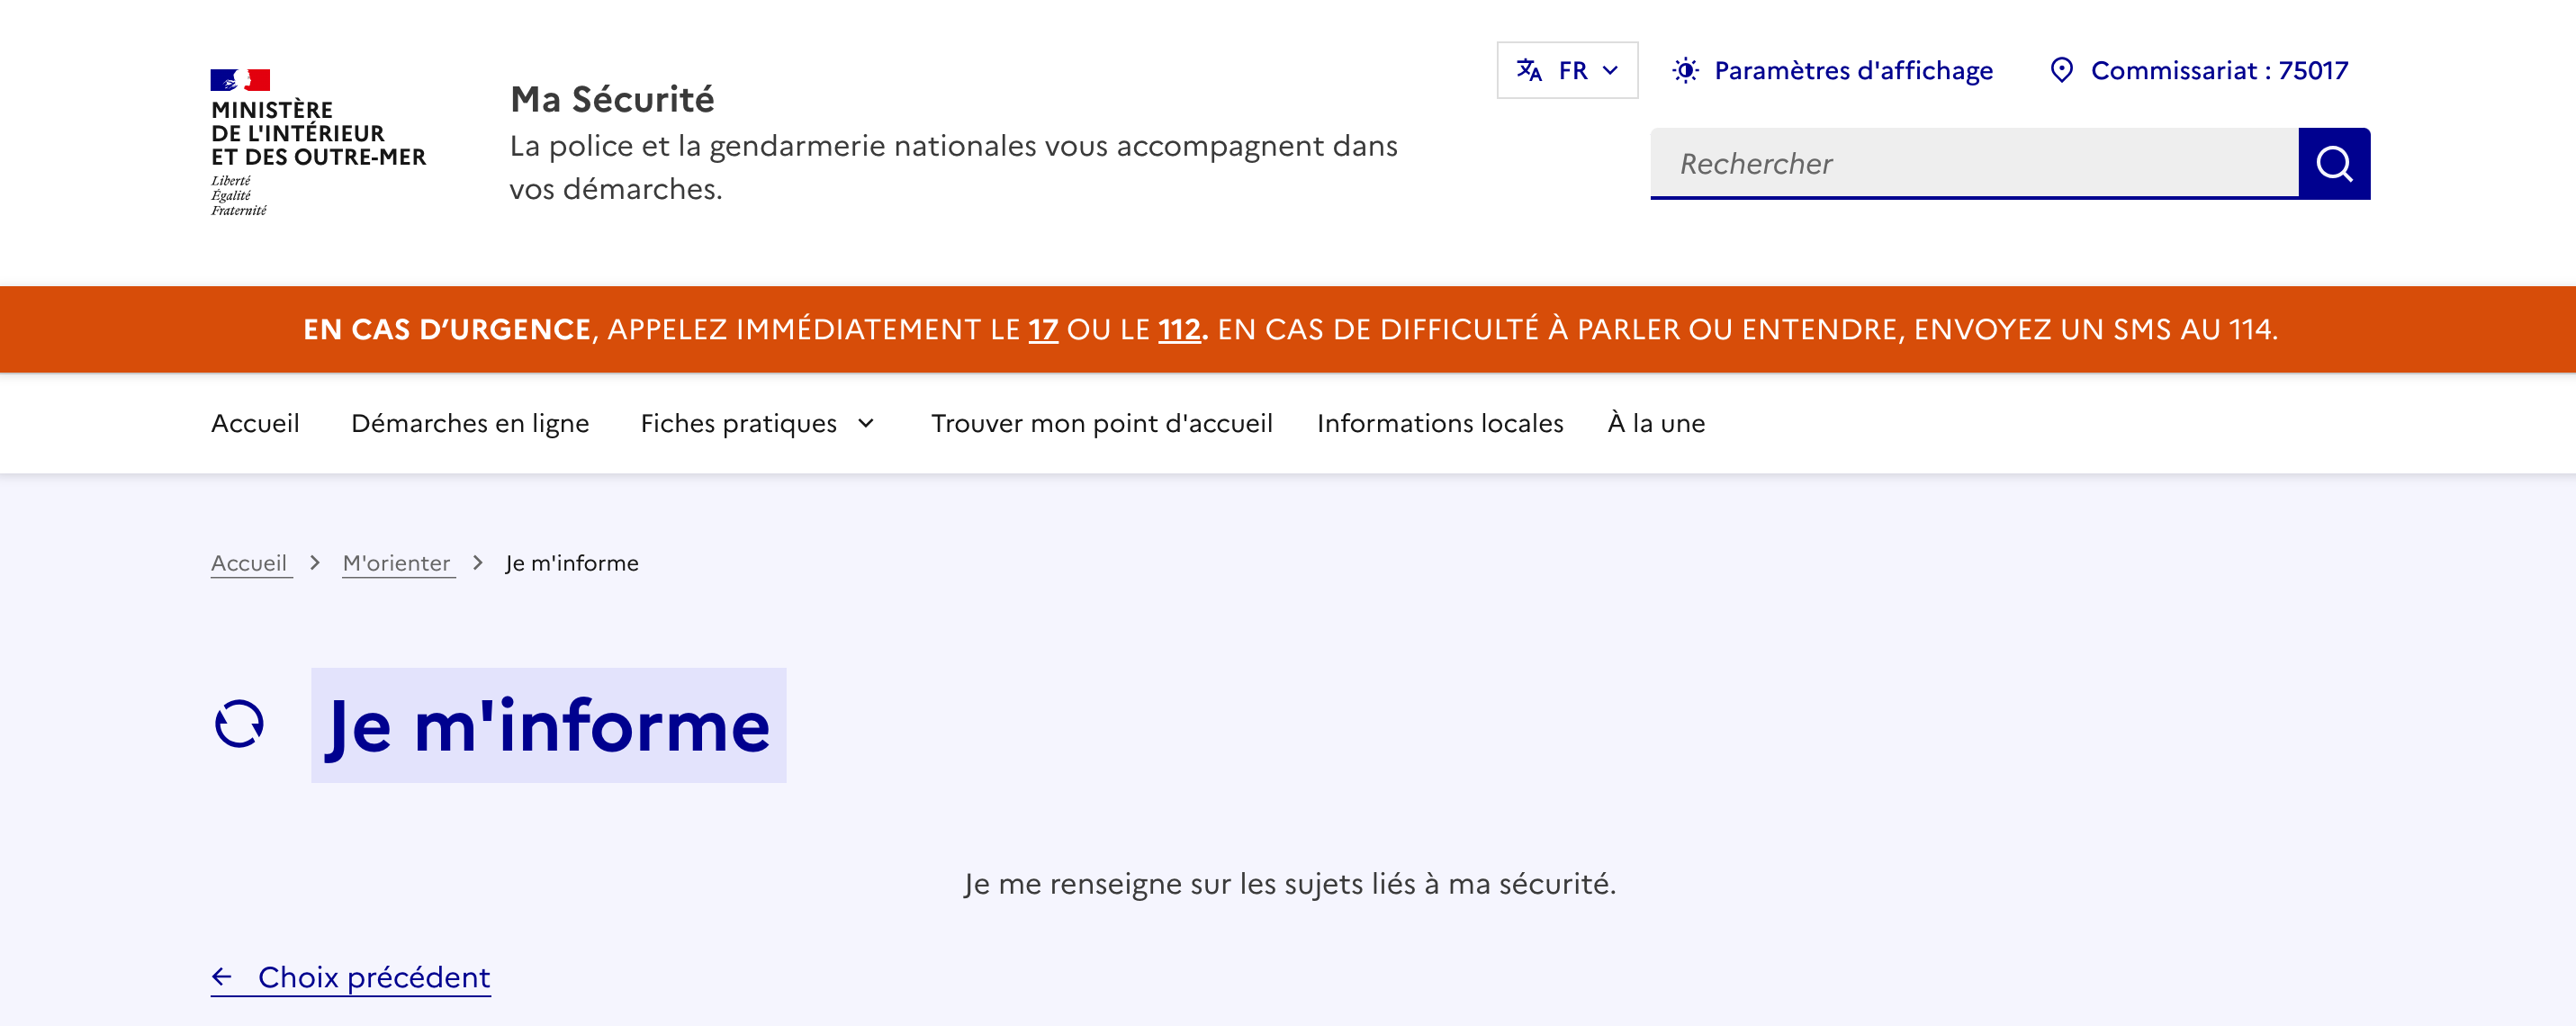 FR
Paramètres d'affichage
Commissariat : 75017
MINISTÈRE
DE L'INTÉRIEUR
ET DES OUTRE-MER
Liberté
Égalité
Fraternité
Ma Sécurité
La police et la gendarmerie nationales vous accompagnent dans
vos démarches.
Rechercher
EN CAS D’URGENCE, APPELEZ IMMÉDIATEMENT LE 17 OU LE 112. EN CAS DE DIFFICULTÉ À PARLER OU ENTENDRE, ENVOYEZ UN SMS AU 114.
Accueil
Démarches en ligne
Fiches pratiques
Trouver mon point d'accueil
Informations locales
À la une
Accueil
M'orienter
Je m'informe
Je m'informe
Je me renseigne sur les sujets liés à ma sécurité.
Choix précédent